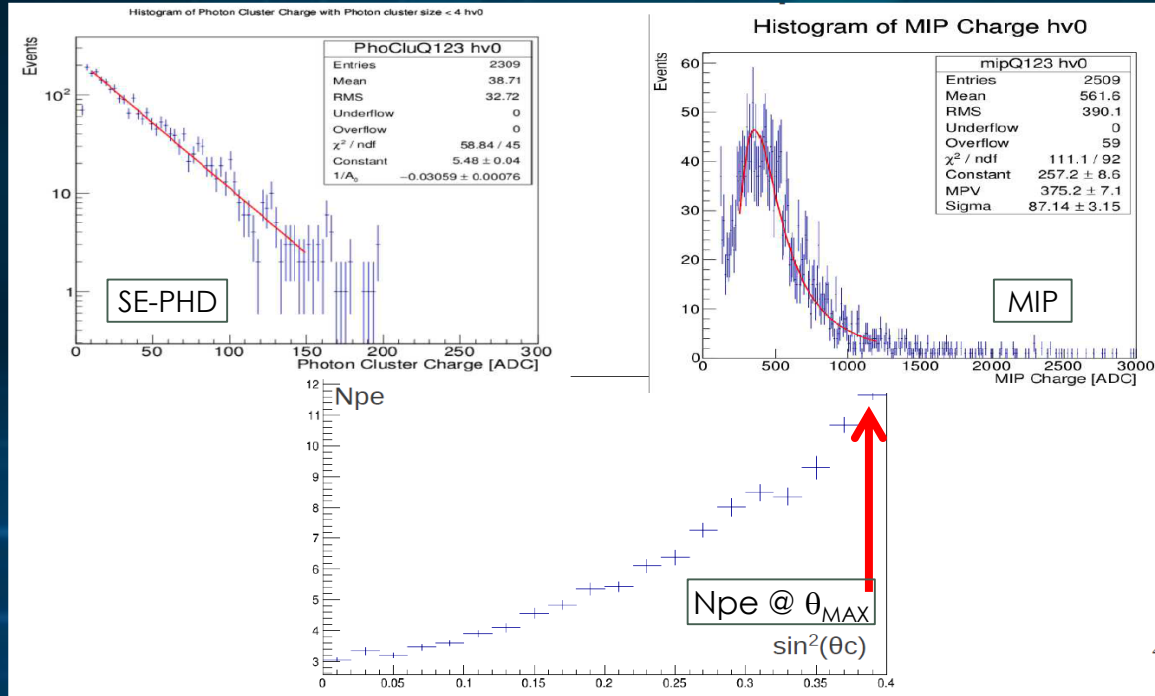 Histogram of Photon Cluster Charge with Photon cluster size < 4 hv0
Events
PhoCluQ123 hv0
Entries 2309
Mean 38.71
RMS 32.72
Underflow 0
Overflow 0
χ² / ndf 58.84 / 45
Constant 5.48 ± 0.04
1/A₀ −0.03059 ± 0.00076
10²
10
1
SE-PHD
0 50 100 150 200 250 300
Photon Cluster Charge [ADC]
Histogram of MIP Charge hv0
Events
mipQ123 hv0
Entries 2509
Mean 561.6
RMS 390.1
Underflow 0
Overflow 59
χ² / ndf 111.1 / 92
Constant 257.2 ± 8.6
MPV 375.2 ± 7.1
Sigma 87.14 ± 3.15
60
50
40
30
20
10
0
MIP
0 500 1000 1500 2000 2500 3000
MIP Charge [ADC]
Npe
12
11
10
9
8
7
6
5
4
3
Npe @ θMAX
sin²(θc)
0 0.05 0.1 0.15 0.2 0.25 0.3 0.35 0.4